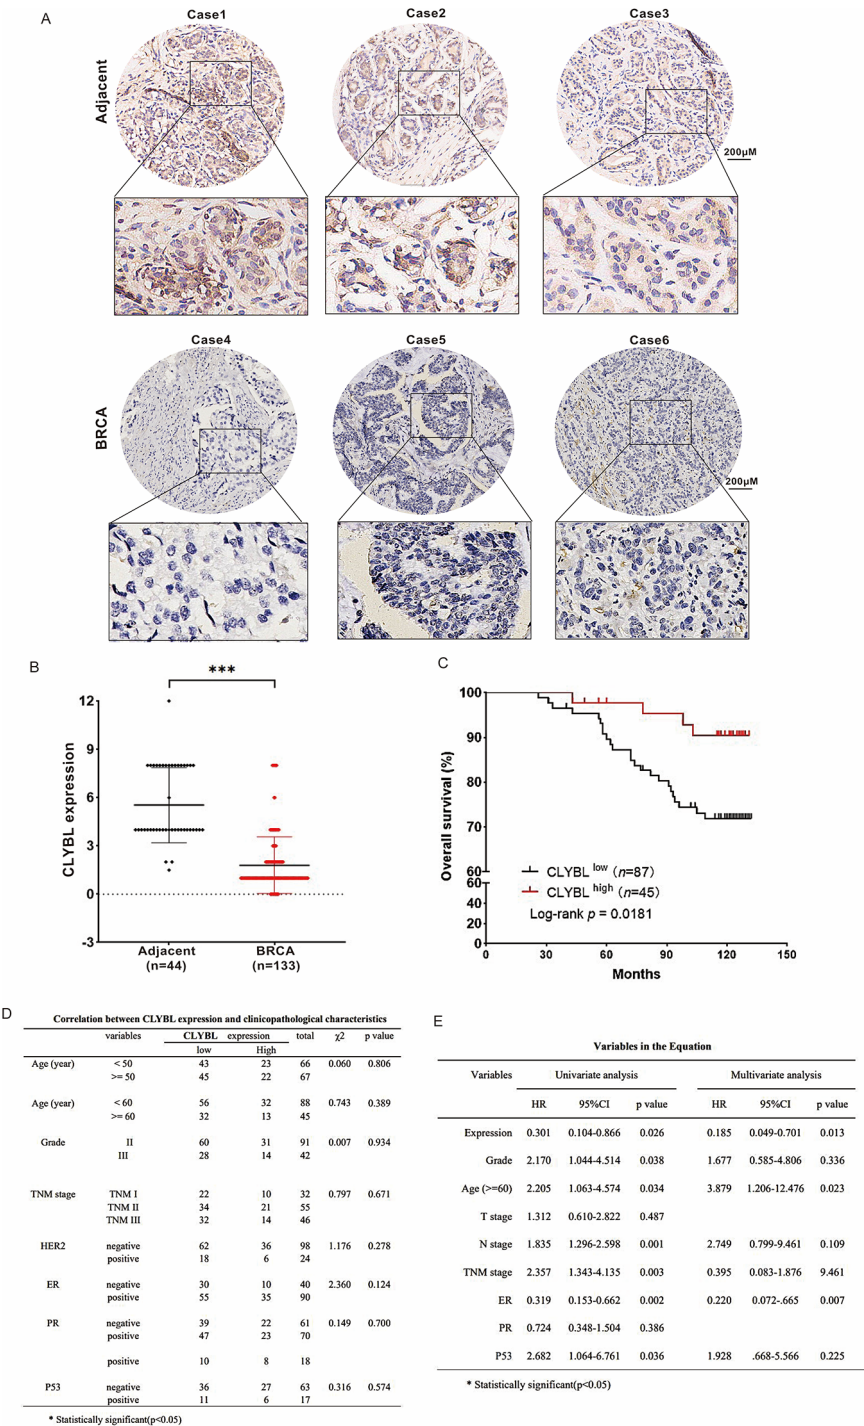 A
Case1
Case2
Case3
Adjacent
200μM
Case4
Case5
Case6
BRCA
200μM
B
***
CLYBL expression
12
9
6
3
0
-3
Adjacent
(n=44)
BRCA
(n=133)
C
Overall survival (%)
100
90
80
70
60
60
40
20
0
CLYBL low (n=87)
CLYBL high (n=45)
Log-rank p = 0.0181
0 30 60 90 120 150
Months
D
Correlation between CLYBL expression and clinicopathological characteristics
variables CLYBL expression total χ2 p value
low High
Age (year) < 50 43 23 66 0.060 0.806
>= 50 45 22 67
Age (year) < 60 56 32 88 0.743 0.389
>= 60 32 13 45
Grade II 60 31 91 0.007 0.934
III 28 14 42
TNM stage TNM I 22 10 32 0.797 0.671
TNM II 34 21 55
TNM III 32 14 46
HER2 negative 62 36 98 1.176 0.278
positive 18 6 24
ER negative 30 10 40 2.360 0.124
positive 55 35 90
PR negative 39 22 61 0.149 0.700
positive 47 23 70
positive 10 8 18
P53 negative 36 27 63 0.316 0.574
positive 11 6 17
* Statistically significant(p<0.05)
E
Variables in the Equation
Variables Univariate analysis Multivariate analysis
HR 95%CI p value HR 95%CI p value
Expression 0.301 0.104-0.866 0.026 0.185 0.049-0.701 0.013
Grade 2.170 1.044-4.514 0.038 1.677 0.585-4.806 0.336
Age (>=60) 2.205 1.063-4.574 0.034 3.879 1.206-12.476 0.023
T stage 1.312 0.610-2.822 0.487
N stage 1.835 1.296-2.598 0.001 2.749 0.799-9.461 0.109
TNM stage 2.357 1.343-4.135 0.003 0.395 0.083-1.876 9.461
ER 0.319 0.153-0.662 0.002 0.220 0.072-.665 0.007
PR 0.724 0.348-1.504 0.386
P53 2.682 1.064-6.761 0.036 1.928 .668-5.566 0.225
* Statistically significant(p<0.05)